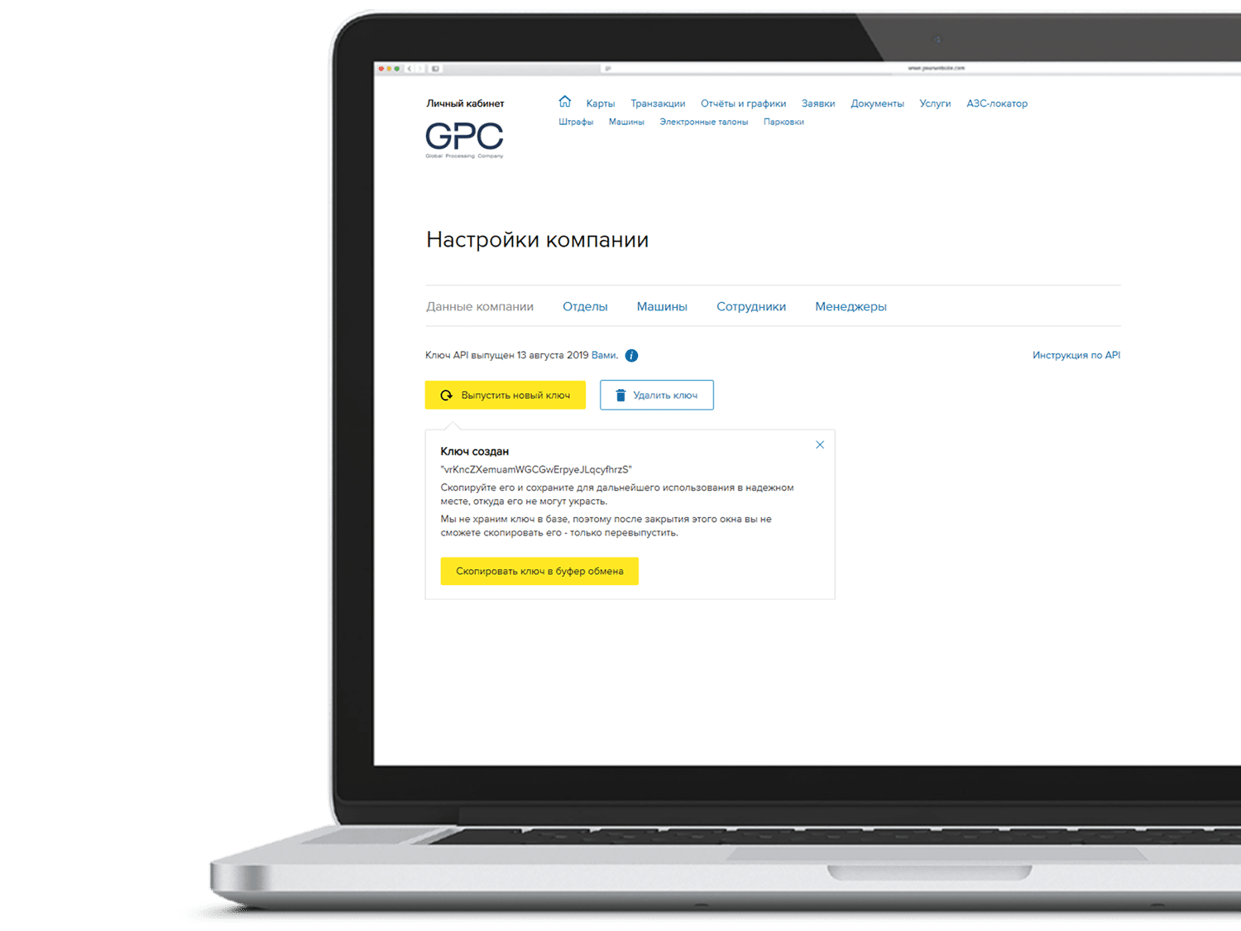 www.yourwebsite.com
Личный кабинет
Карты Транзакции Отчёты и графики Заявки Документы Услуги АЗС-локатор
Штрафы Машины Электронные талоны Парковки
GPC
Global Processing Company
Настройки компании
Данные компании Отделы Машины Сотрудники Менеджеры
Ключ API выпущен 13 августа 2019 Вами. i
Инструкция по API
Выпустить новый ключ
Удалить ключ
Ключ создан
"vrKncZXemuamWGCGwErpyeJLqcyfhrzS"
Скопируйте его и сохраните для дальнейшего использования в надежном
месте, откуда его не могут украсть.
Мы не храним ключ в базе, поэтому после закрытия этого окна вы не
сможете скопировать его - только перевыпустить.
Скопировать ключ в буфер обмена